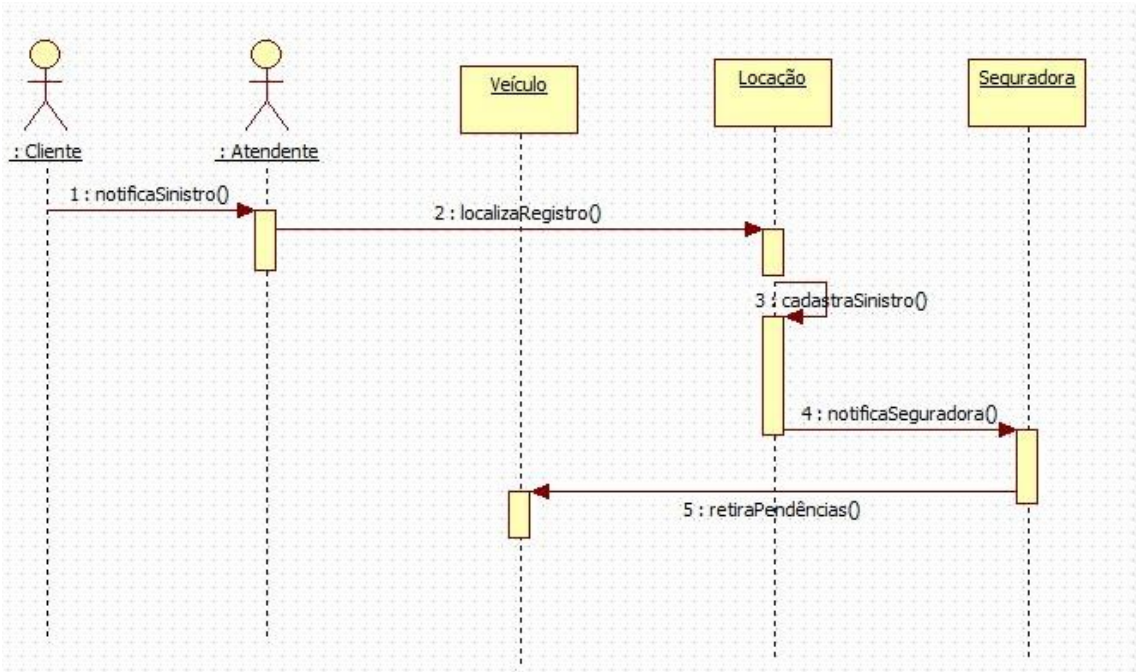 Veículo
Locação
Seguradora
: Cliente
: Atendente
1 : notificaSinistro()
2 : localizaRegistro()
3 : cadastraSinistro()
4 : notificaSeguradora()
5 : retiraPendências()